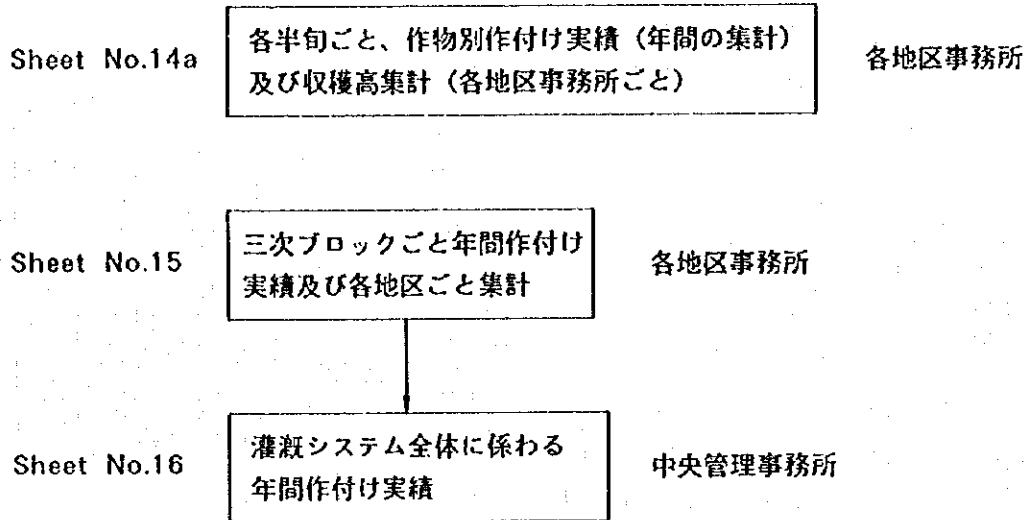 Sheet No.14a
各半旬ごと、作物別作付け実績（年間の集計）
及び収穫高集計（各地区事務所ごと）
各地区事務所
Sheet No.15
三次ブロックごと年間作付け
実績及び各地区ごと集計
各地区事務所
Sheet No.16
灌漑システム全体に係わる
年間作付け実績
中央管理事務所